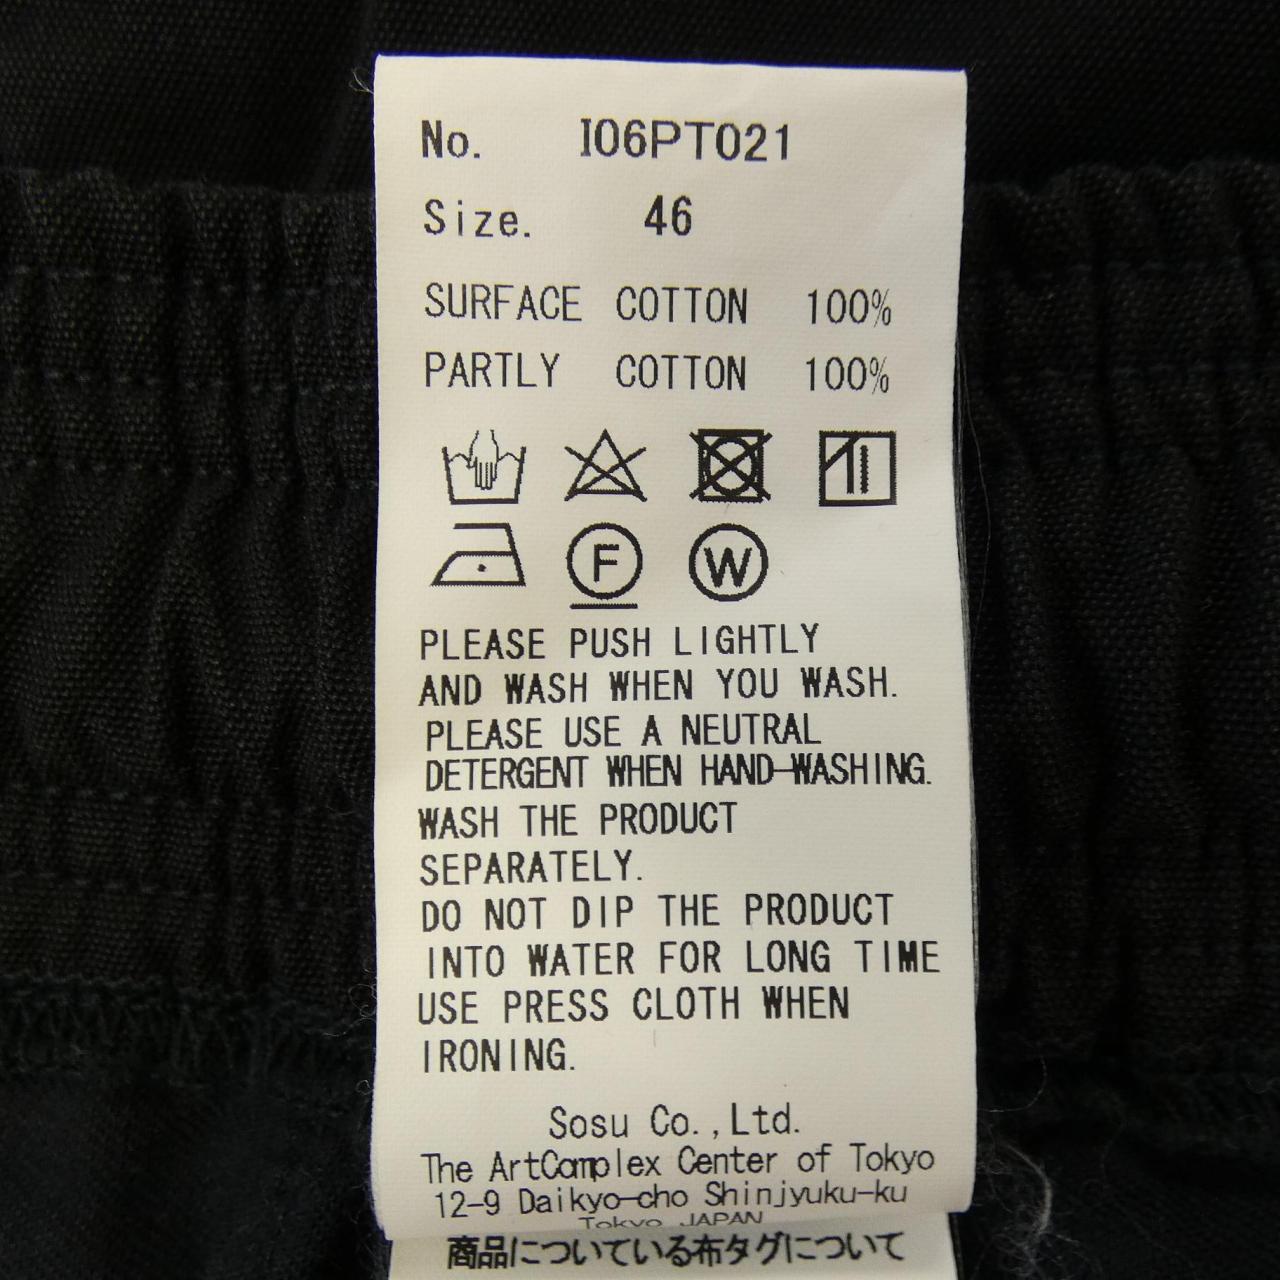 No. I06PT021
Size. 46
SURFACE COTTON 100%
PARTLY COTTON 100%
F W
PLEASE PUSH LIGHTLY
AND WASH WHEN YOU WASH.
PLEASE USE A NEUTRAL
DETERGENT WHEN HAND-WASHING.
WASH THE PRODUCT
SEPARATELY.
DO NOT DIP THE PRODUCT
INTO WATER FOR LONG TIME
USE PRESS CLOTH WHEN
IRONING.
Sosu Co.,Ltd.
The ArtComplex Center of Tokyo
12-9 Daikyo-cho Shinjyuku-ku
Tokyo JAPAN
商品についている布タグについて